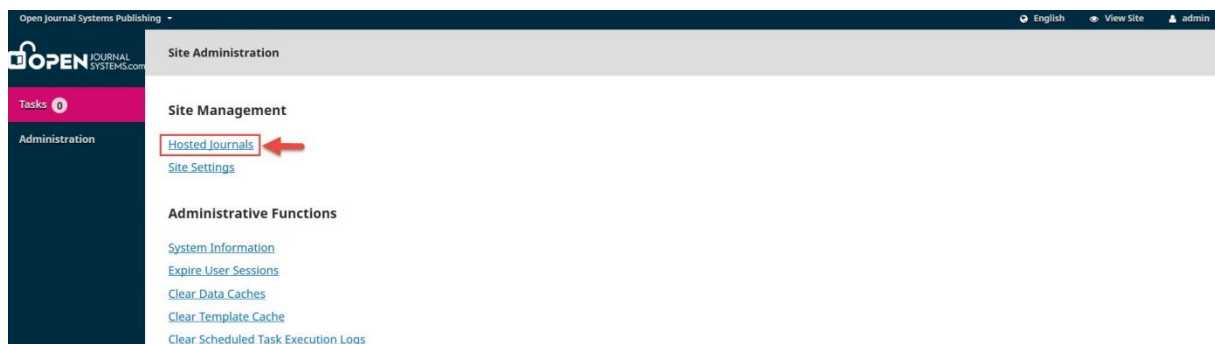 Open Journal Systems Publishing
English View Site admin
OPEN JOURNAL SYSTEMS.com
Site Administration
Tasks 0
Administration
Site Management
Hosted Journals
Site Settings
Administrative Functions
System Information
Expire User Sessions
Clear Data Caches
Clear Template Cache
Clear Scheduled Task Execution Logs